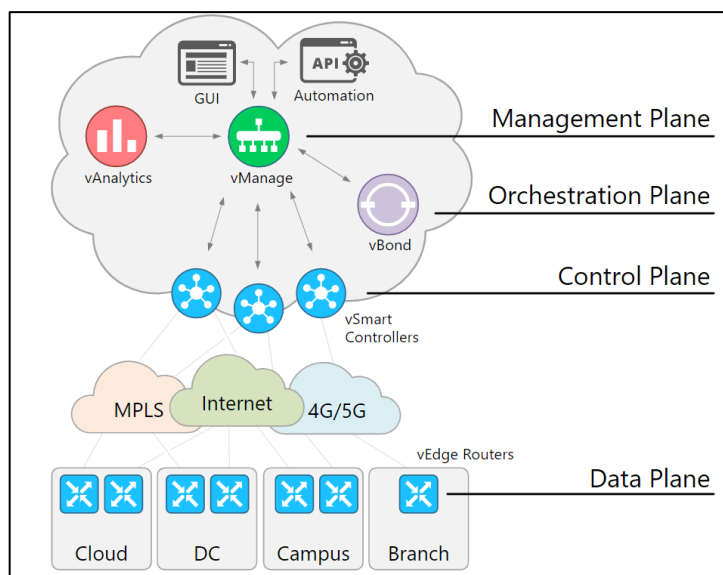 GUI
API
Automation
Management Plane
vAnalytics
vManage
Orchestration Plane
vBond
Control Plane
vSmart
Controllers
MPLS
Internet
4G/5G
vEdge Routers
Data Plane
Cloud
DC
Campus
Branch